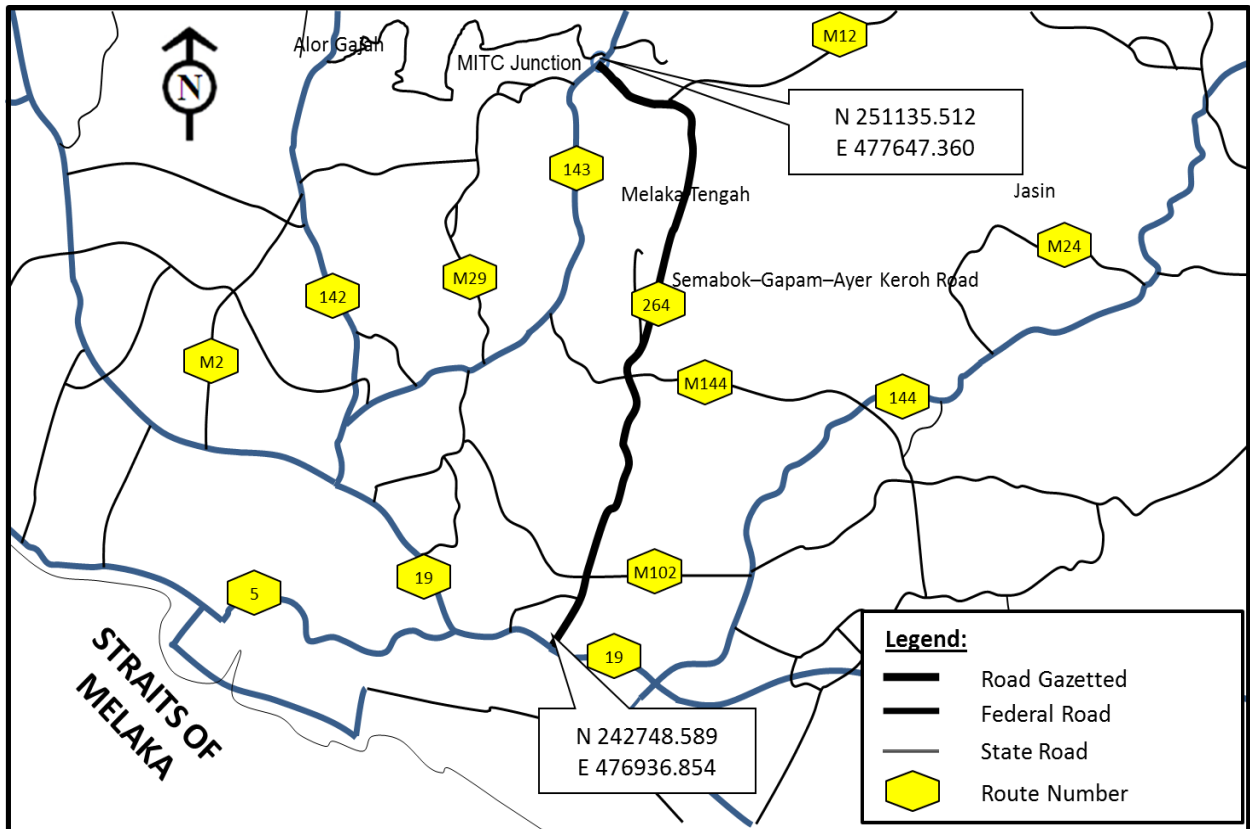 M12
Alor Gajah
MITC Junction
N
N 251135.512
E 477647.360
143
Melaka Tengah
Jasin
M24
M29
Semabok–Gapam–Ayer Keroh Road
142
264
M2
M144
144
M102
19
5
19
STRAITS OF
MELAKA
N 242748.589
E 476936.854
Legend:
Road Gazetted
Federal Road
State Road
Route Number